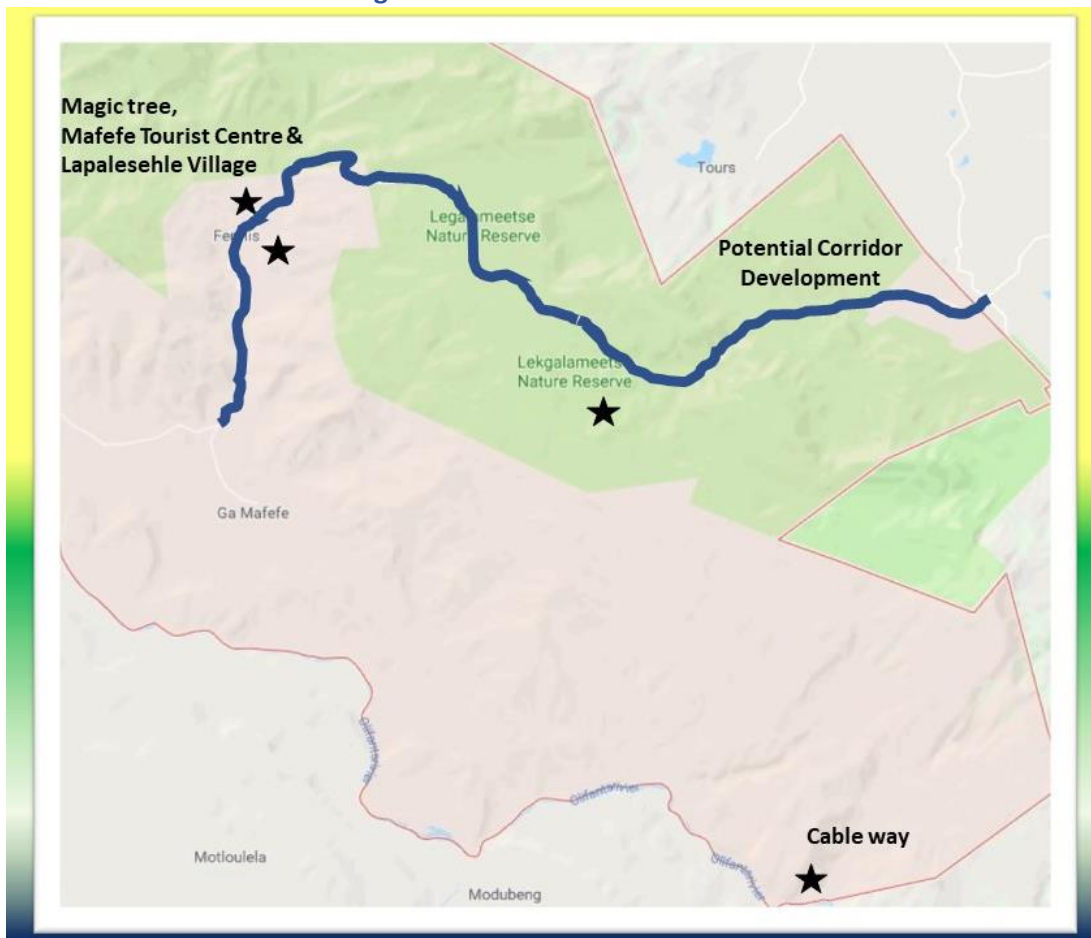 Magic tree,
Mafefe Tourist Centre &
Lapalesehle Village
Tours
Legalameetse
Nature Reserve
Potential Corridor
Development
Nature Reserve
Ga Mafefe
Olifantsrivier
Cable way
Motloulela
Modubeng